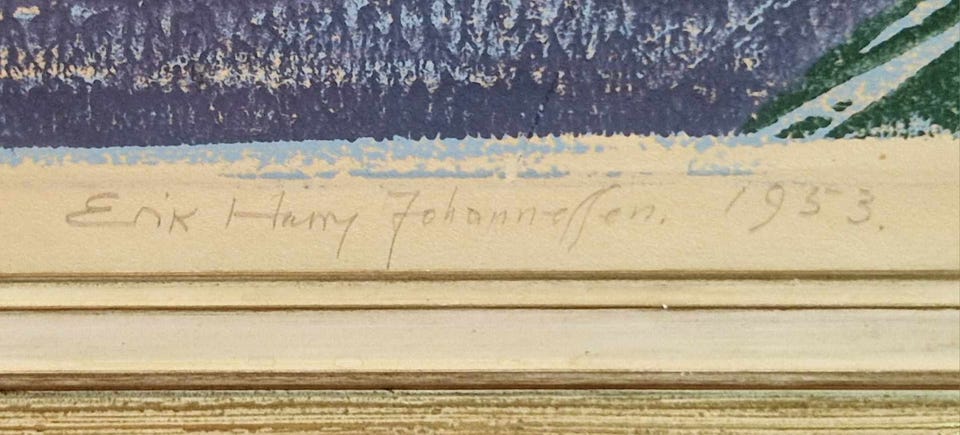 Erik Harry Johannessen. 1953.